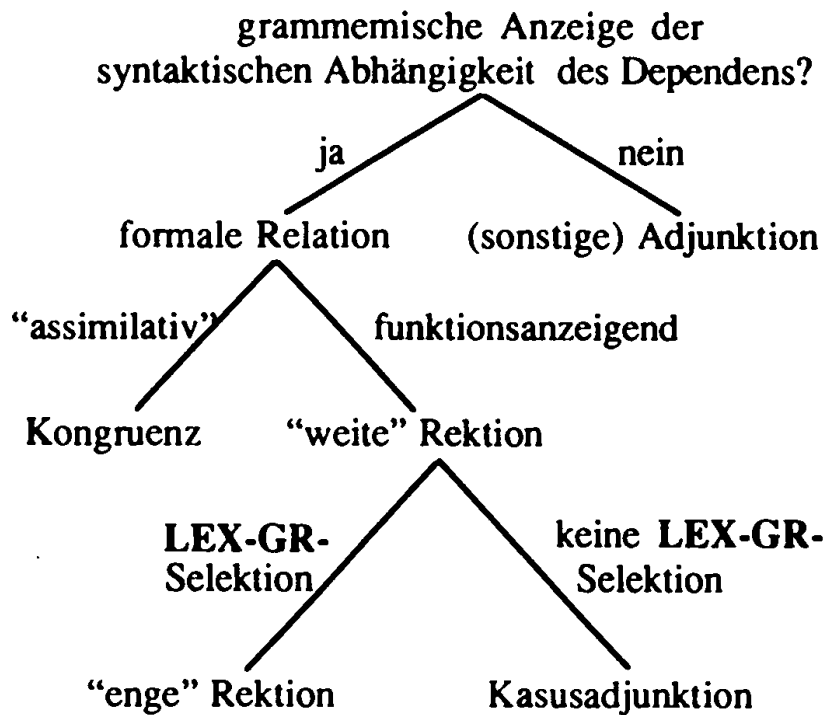 grammemische Anzeige der
syntaktischen Abhängigkeit des Dependens?
ja
nein
formale Relation
(sonstige) Adjunktion
“assimilativ”
funktionsanzeigend
Kongruenz
“weite” Rektion
LEX-GR-
Selektion
keine LEX-GR-
Selektion
“enge” Rektion
Kasusadjunktion